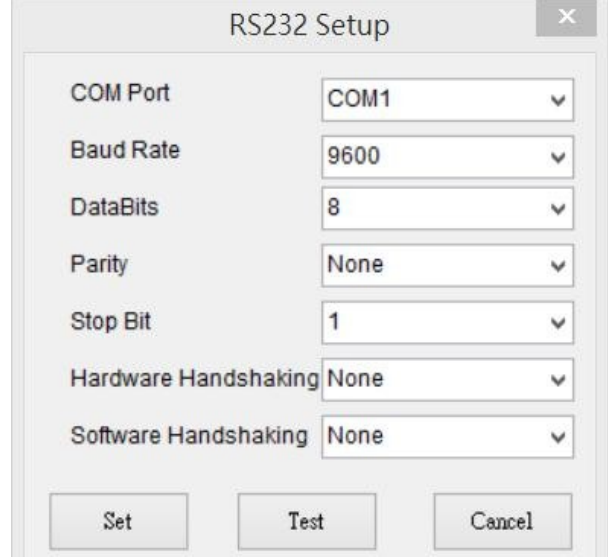 RS232 Setup
COM Port COM1
Baud Rate 9600
DataBits 8
Parity None
Stop Bit 1
Hardware Handshaking None
Software Handshaking None
Set Test Cancel